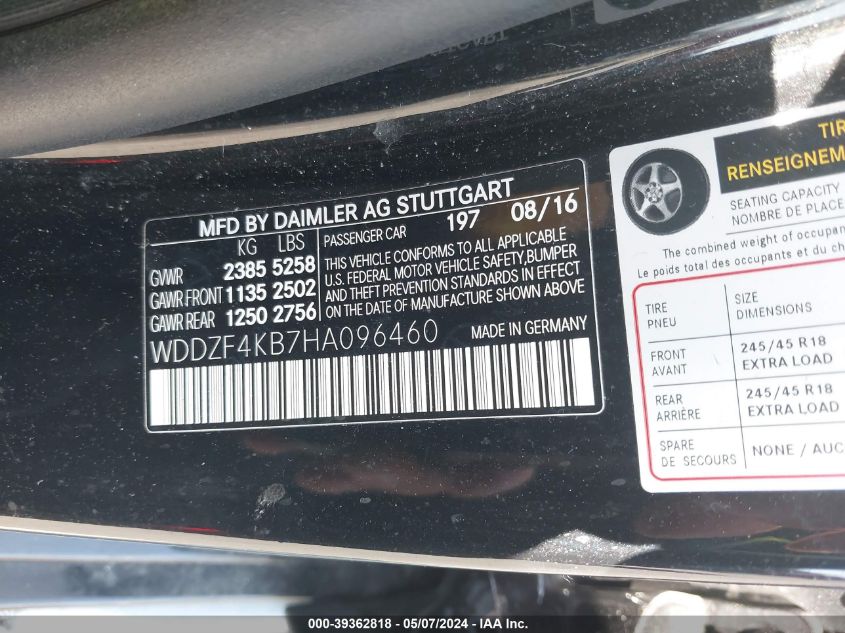 MFD BY DAIMLER AG STUTTGART
KG LBS
GVWR 2385 5258
GAWR FRONT 1135 2502
GAWR REAR 1250 2756
PASSENGER CAR 197 08/16
THIS VEHICLE CONFORMS TO ALL APPLICABLE
U.S. FEDERAL MOTOR VEHICLE SAFETY,BUMPER
AND THEFT PREVENTION STANDARDS IN EFFECT
ON THE DATE OF MANUFACTURE SHOWN ABOVE
WDDZF4KB7HA096460
MADE IN GERMANY
TIR
RENSEIGNEM
SEATING CAPACITY
NOMBRE DE PLACE
The combined weight of occupa
Le poids total des occupants et du ch
TIRE SIZE
PNEU DIMENSIONS
FRONT 245/45 R18
AVANT EXTRA LOAD
REAR 245/45 R18
ARRIÈRE EXTRA LOAD
SPARE NONE / AUC
DE SECOURS
000-39362818 - 05/07/2024 - IAA Inc.